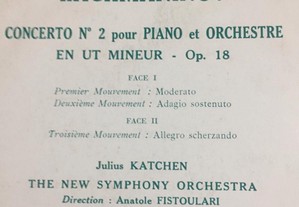 CONCERTO N° 2 pour PIANO et ORCHESTRE
EN UT MINEUR - Op. 18
FACE I
Premier Mouvement : Moderato
Deuxième Mouvement : Adagio sostenuto
FACE II
Troisième Mouvement : Allegro scherzando
Julius KATCHEN
THE NEW SYMPHONY ORCHESTRA
Direction : Anatole FISTOULARI